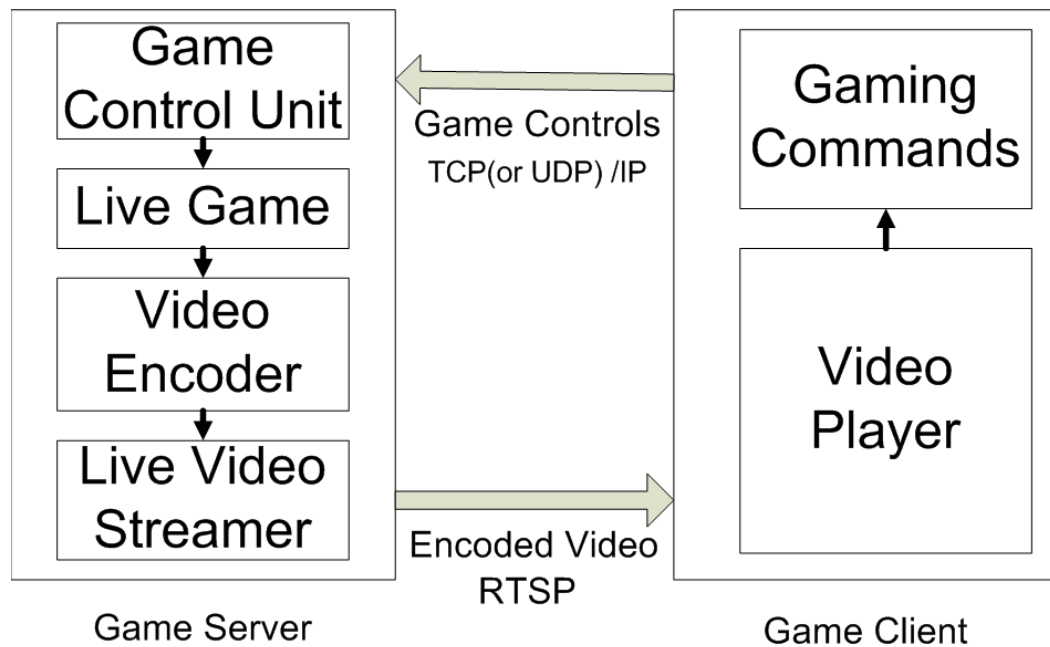 Game
Control Unit
Live Game
Video
Encoder
Live Video
Streamer
Game Server
Game Controls
TCP(or UDP) /IP
Encoded Video
RTSP
Gaming
Commands
Video
Player
Game Client